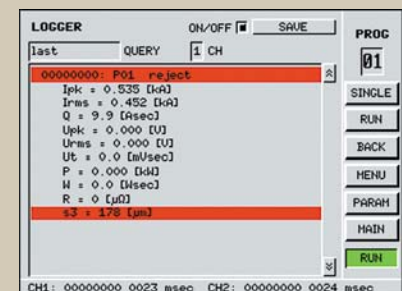 LOGGER ON/OFF SAVE
last QUERY 1 CH
00000000: P01 reject
Ipk = 0.535 [kA]
Irms = 0.452 [kA]
Q = 9.9 [Asec]
Upk = 0.000 [V]
Urms = 0.000 [V]
Ut = 0.0 [mVsec]
P = 0.000 [kW]
W = 0.0 [Wsec]
R = 0 [µΩ]
s3 = 178 [µm]
CH1: 00000000 0023 msec CH2: 00000000 0024 msec
PROG
01
SINGLE
RUN
BACK
MENU
PARAM
MAIN
RUN